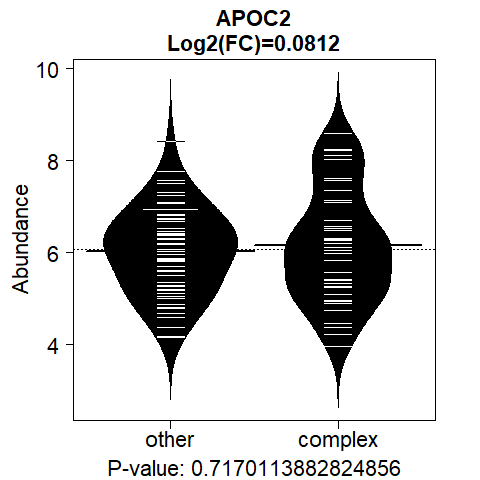 APOC2
Log2(FC)=0.0812
Abundance
10
8
6
4
other complex
P-value: 0.7170113882824856